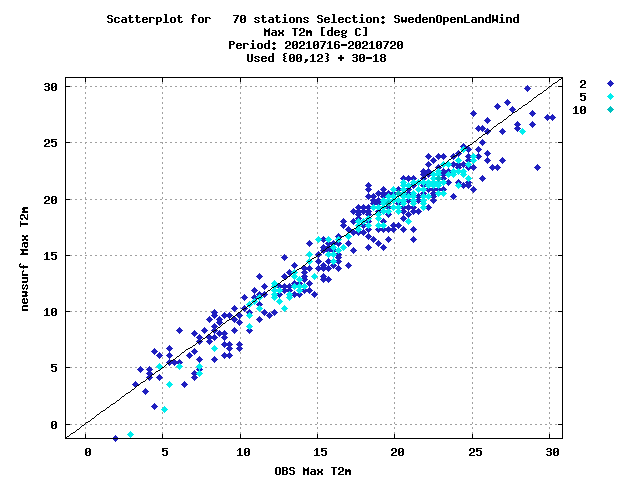 Scatterplot for   70 stations Selection: SwedenOpenLandWind
Max T2m [deg C]
Period: 20210716-20210720
Used {00,12} + 30-18
2
5
10
30
25
20
15
10
5
0
newsurf Max T2m
0 5 10 15 20 25 30
OBS Max T2m